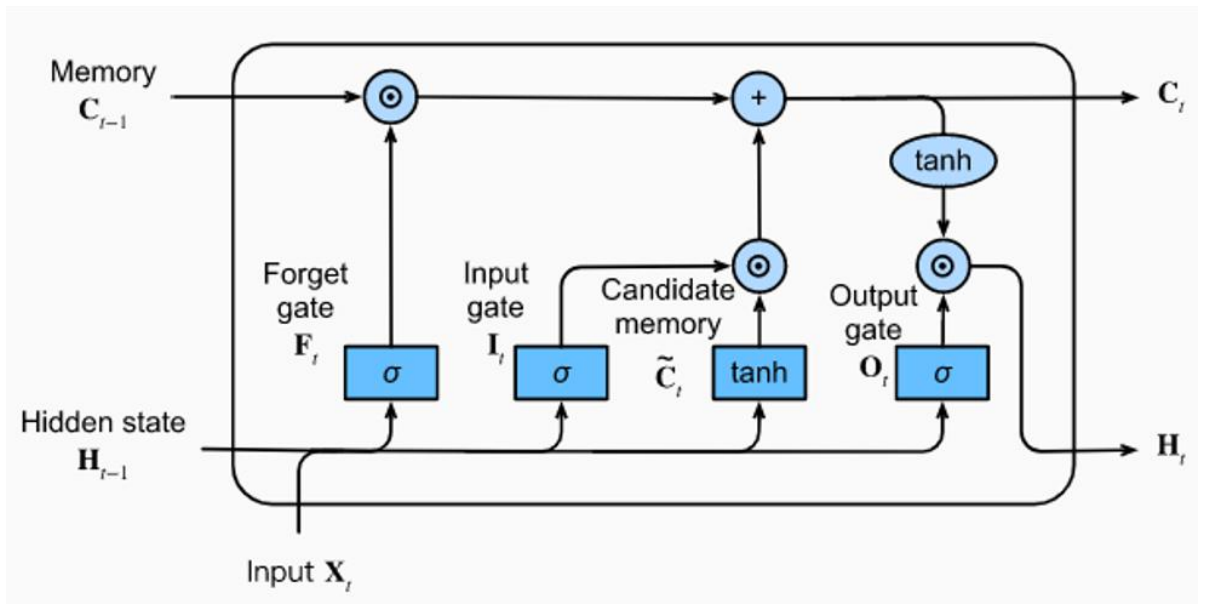 Memory
C_{t-1}
⊙
+
C_t
tanh
Forget
gate
F_t
Input
gate
I_t
Candidate
memory
C̃_t
⊙
Output
gate
O_t
⊙
σ
σ
tanh
σ
Hidden state
H_{t-1}
H_t
Input X_t